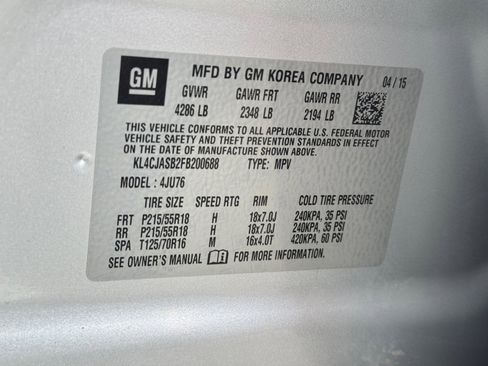 GM MFD BY GM KOREA COMPANY 04 / 15
GVWR GAWR FRT GAWR RR
4286 LB 2348 LB 2194 LB
THIS VEHICLE CONFORMS TO ALL APPLICABLE U.S. FEDERAL MOTOR
VEHICLE SAFETY, BUMPER, AND THEFT PREVENTION STANDARDS IN EFFECT
ON THE DATE OF MANUFACTURE SHOWN ABOVE.
KL4CJASB2FB200688 TYPE: MPV
MODEL : 4JU76
TIRE SIZE SPEED RTG RIM COLD TIRE PRESSURE
FRT P215/55R18 H 18x7.0J 240KPA, 35 PSI
RR P215/55R18 H 18x7.0J 240KPA, 35 PSI
SPA T125/70R16 M 16x4.0T 420KPA, 60 PSI
SEE OWNER'S MANUAL FOR MORE INFORMATION